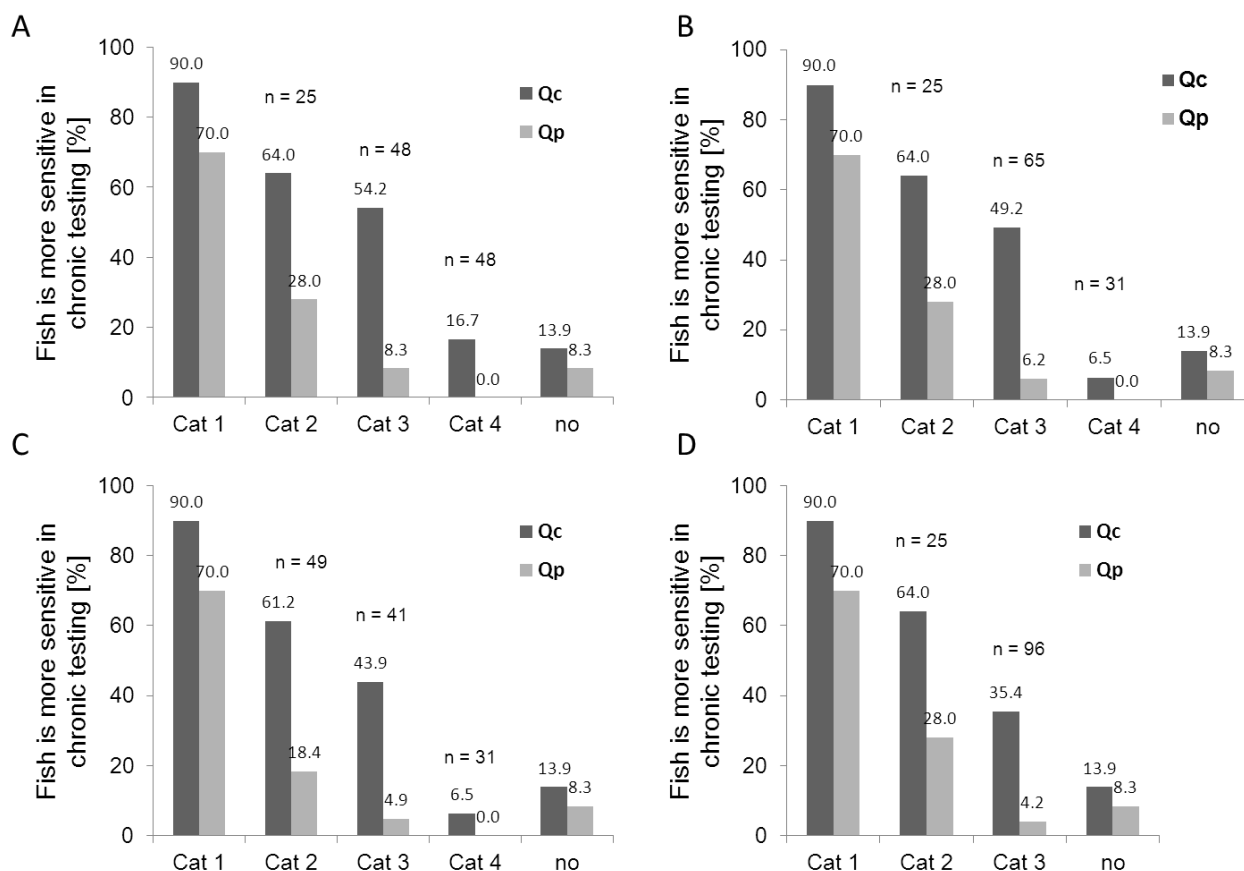 A
Fish is more sensitive in
chronic testing [%]
100
80
60
40
20
0
90.0
70.0
n = 25
64.0
28.0
n = 48
54.2
8.3
n = 48
16.7
0.0
13.9
8.3
Qc
Qp
Cat 1 Cat 2 Cat 3 Cat 4 no
B
Fish is more sensitive in
chronic testing [%]
100
80
60
40
20
0
90.0
70.0
n = 25
64.0
28.0
n = 65
49.2
6.2
n = 31
6.5
0.0
13.9
8.3
Qc
Qp
Cat 1 Cat 2 Cat 3 Cat 4 no
C
Fish is more sensitive in
chronic testing [%]
100
80
60
40
20
0
90.0
70.0
n = 49
61.2
18.4
n = 41
43.9
4.9
n = 31
6.5
0.0
13.9
8.3
Qc
Qp
Cat 1 Cat 2 Cat 3 Cat 4 no
D
Fish is more sensitive in
chronic testing [%]
100
80
60
40
20
0
90.0
70.0
n = 25
64.0
28.0
n = 96
35.4
4.2
13.9
8.3
Qc
Qp
Cat 1 Cat 2 Cat 3 no